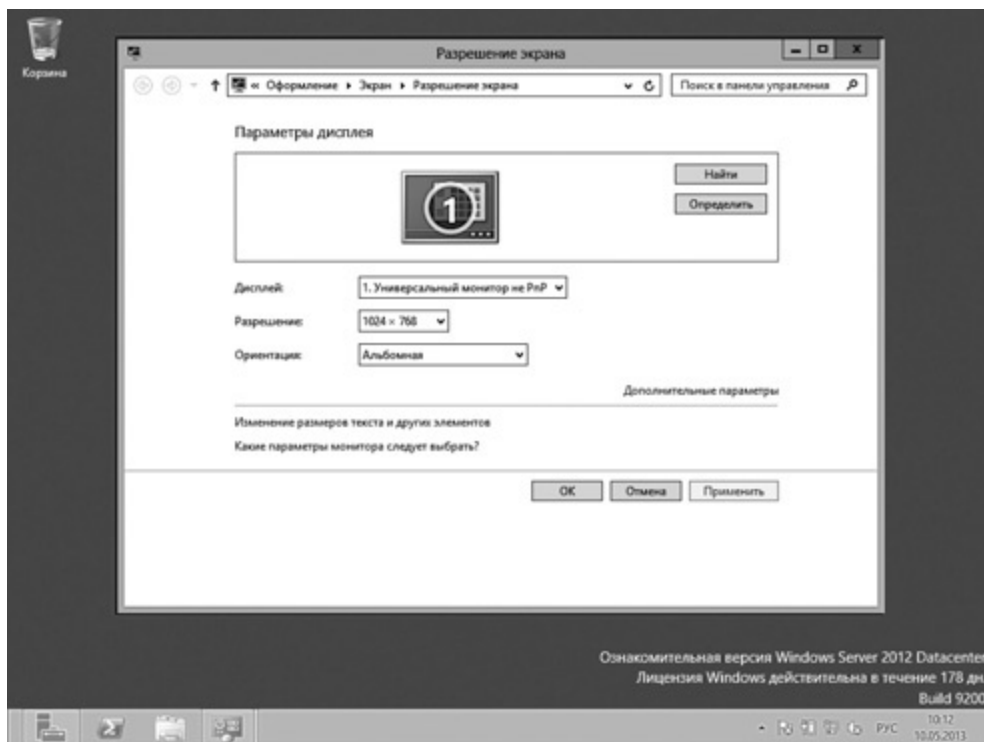 Корзина
Разрешение экрана
« Оформление ▸ Экран ▸ Разрешение экрана
Поиск в панели управления
Параметры дисплея
1
Найти
Определить
Дисплей:
1. Универсальный монитор не PnP
Разрешение:
1024 × 768
Ориентация:
Альбомная
Дополнительные параметры
Изменение размеров текста и других элементов
Какие параметры монитора следует выбрать?
ОК
Отмена
Применить
Ознакомительная версия Windows Server 2012 Datacenter
Лицензия Windows действительна в течение 178 дн
Build 9200
РУС
10:12
10.05.2013